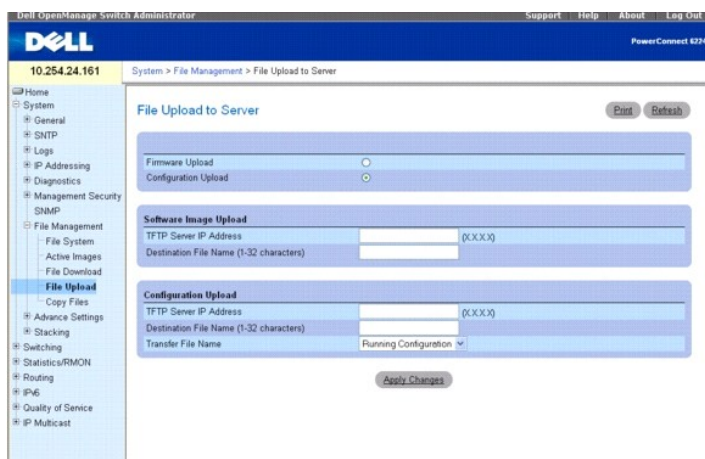 Dell OpenManage Switch Administrator
Support Help About Log Out
DELL
PowerConnect 6224
10.254.24.161
System > File Management > File Upload to Server
Home
System
General
SNTP
Logs
IP Addressing
Diagnostics
Management Security
SNMP
File Management
File System
Active Images
File Download
File Upload
Copy Files
Advance Settings
Stacking
Switching
Statistics/RMON
Routing
IPv6
Quality of Service
IP Multicast
File Upload to Server
Print Refresh
Firmware Upload
Configuration Upload
Software Image Upload
TFTP Server IP Address (X.X.X.X)
Destination File Name (1-32 characters)
Configuration Upload
TFTP Server IP Address (X.X.X.X)
Destination File Name (1-32 characters)
Transfer File Name Running Configuration
Apply Changes